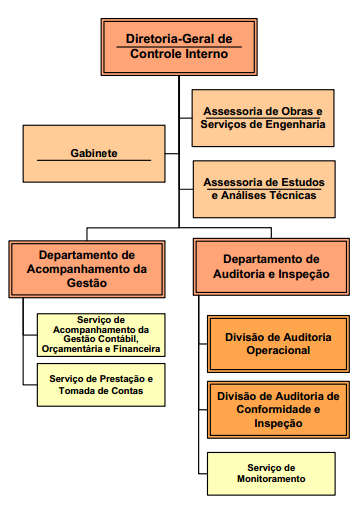 Diretoria-Geral de
Controle Interno
Assessoria de Obras e
Serviços de Engenharia
Gabinete
Assessoria de Estudos
e Análises Técnicas
Departamento de
Acompanhamento da
Gestão
Departamento de
Auditoria e Inspeção
Serviço de
Acompanhamento da
Gestão Contábil,
Orçamentária e Financeira
Serviço de Prestação e
Tomada de Contas
Divisão de Auditoria
Operacional
Divisão de Auditoria de
Conformidade e
Inspeção
Serviço de
Monitoramento